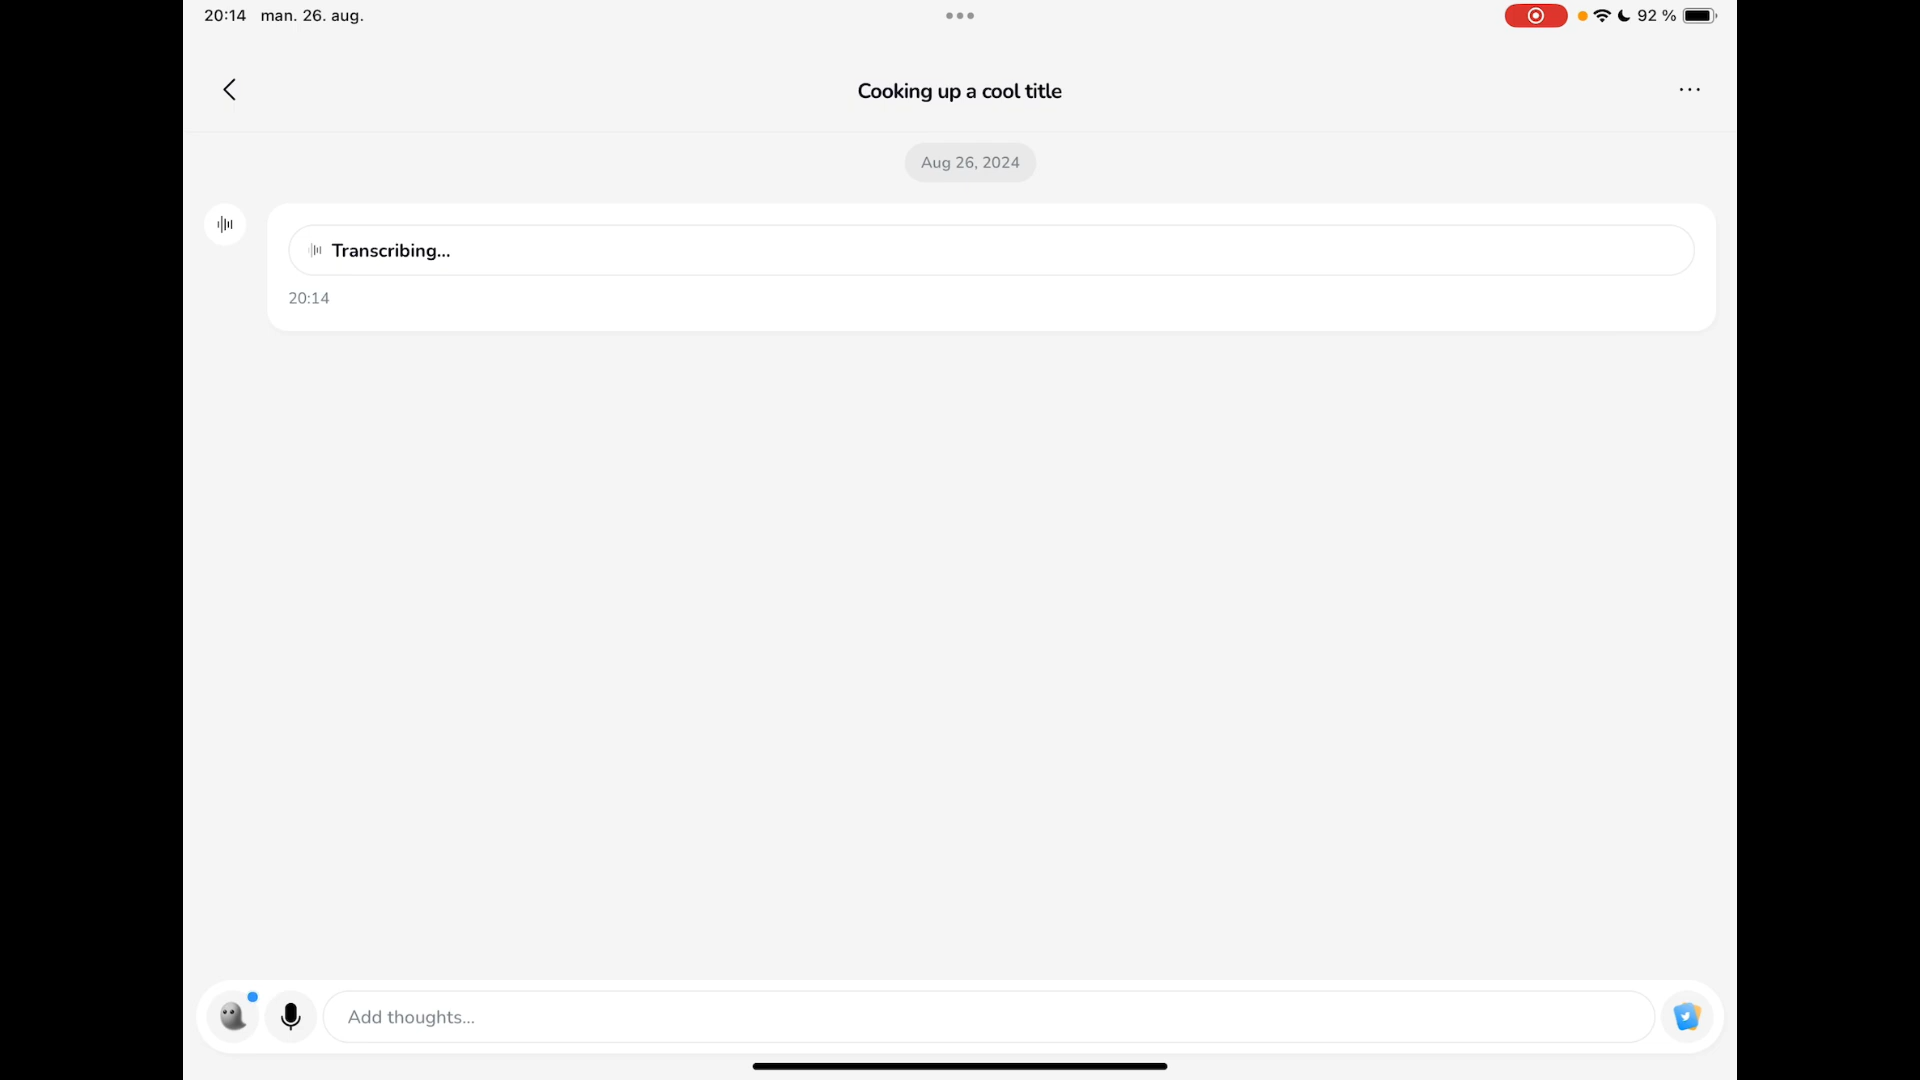 20:14 man. 26. aug.
92 %
Cooking up a cool title
Aug 26, 2024
Transcribing...
20:14
Add thoughts...